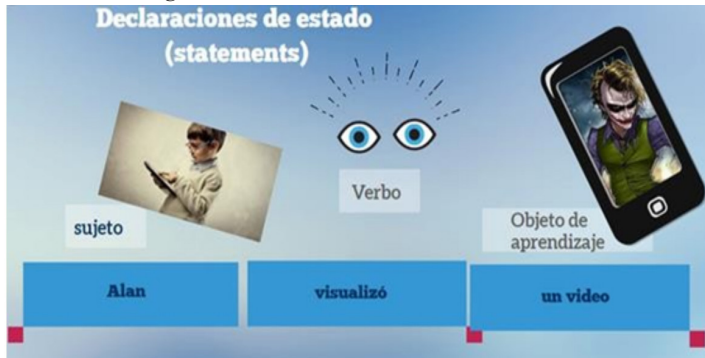 Declaraciones de estado
(statements)
Verbo
sujeto
Objeto de
aprendizaje
Alan
visualizó
un video